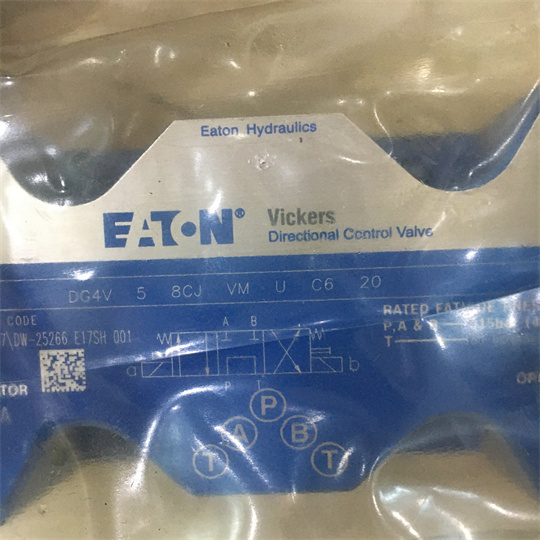 Eaton Hydraulics
EATON®
Vickers
Directional Control Valve
DG4V 5 8CJ VM U C6 20
CODE
DW-25266 E17SH 001
RATED
P, A &
T
A B
a b
P T
TOR
A
OP
P
A B
T T